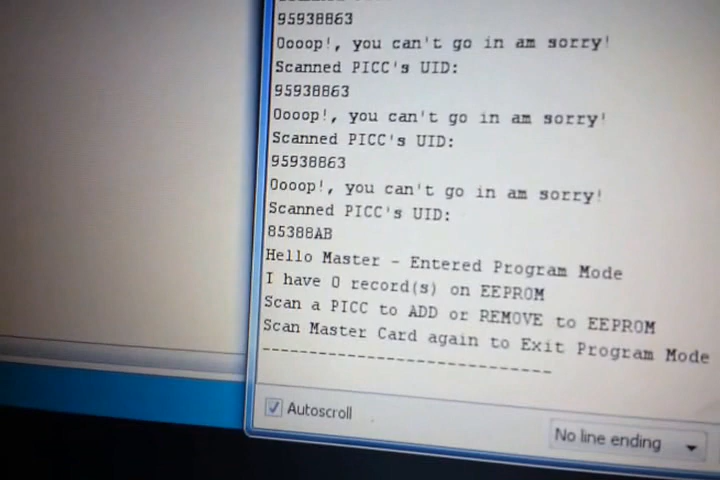 95938863
Oooop!, you can't go in am sorry!
Scanned PICC's UID:
95938863
Oooop!, you can't go in am sorry!
Scanned PICC's UID:
95938863
Oooop!, you can't go in am sorry!
Scanned PICC's UID:
85388AB
Hello Master - Entered Program Mode
I have 0 record(s) on EEPROM
Scan a PICC to ADD or REMOVE to EEPROM
Scan Master Card again to Exit Program Mode
-------------------------------
Autoscroll
No line ending